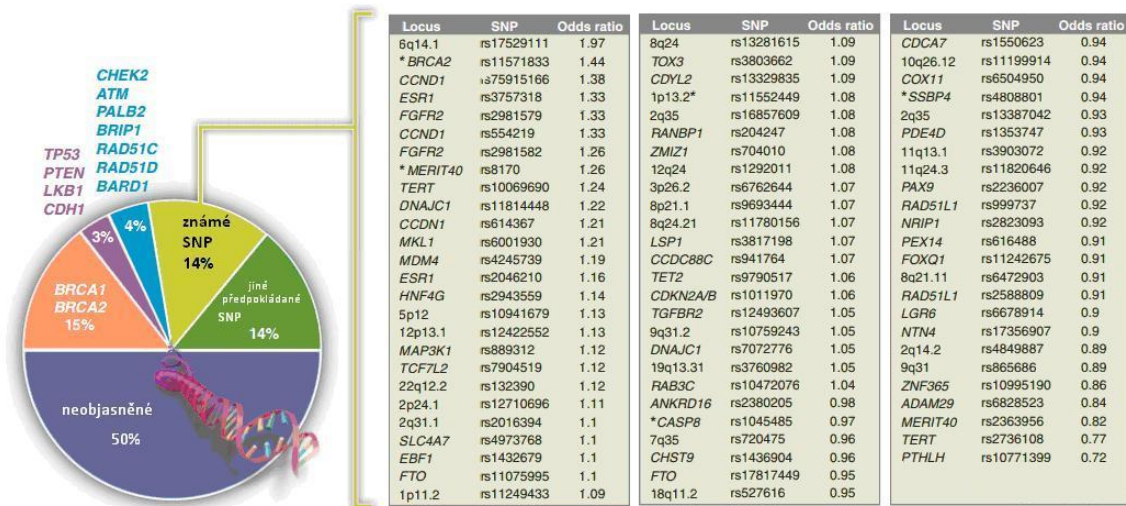 CHEK2
ATM
PALB2
BRIP1
RAD51C
RAD51D
BARD1
TP53
PTEN
LKB1
CDH1
3%
4%
známé
SNP
14%
BRCA1
BRCA2
15%
jiné
předpokládané
SNP
14%
neobjasněné
50%
Locus SNP Odds ratio
6q14.1 rs17529111 1.97
*BRCA2 rs11571833 1.44
CCND1 rs75915166 1.38
ESR1 rs3757318 1.33
FGFR2 rs2981579 1.33
CCND1 rs554219 1.33
FGFR2 rs2981582 1.26
*MERIT40 rs8170 1.26
TERT rs10069690 1.24
DNAJC1 rs11814448 1.22
CCDN1 rs614367 1.21
MKL1 rs6001930 1.21
MDM4 rs4245739 1.19
ESR1 rs2046210 1.16
HNF4G rs2943559 1.14
5p12 rs10941679 1.13
12p13.1 rs12422552 1.13
MAP3K1 rs889312 1.12
TCF7L2 rs7904519 1.12
22q12.2 rs132390 1.12
2p24.1 rs12710696 1.11
2q31.1 rs2016394 1.1
SLC4A7 rs4973768 1.1
EBF1 rs1432679 1.1
FTO rs11075995 1.1
1p11.2 rs11249433 1.09
Locus SNP Odds ratio
8q24 rs13281615 1.09
TOX3 rs3803662 1.09
CDYL2 rs13329835 1.09
1p13.2* rs11552449 1.08
2q35 rs16857609 1.08
RANBP1 rs204247 1.08
ZMIZ1 rs704010 1.08
12q24 rs1292011 1.08
3p26.2 rs6762644 1.07
8p21.1 rs9693444 1.07
8q24.21 rs11780156 1.07
LSP1 rs3817198 1.07
CCDC88C rs941764 1.07
TET2 rs9790517 1.06
CDKN2A/B rs1011970 1.06
TGFBR2 rs12493607 1.05
9q31.2 rs10759243 1.05
DNAJC1 rs7072776 1.05
19q13.31 rs3760982 1.05
RAB3C rs10472076 1.04
ANKRD16 rs2380205 0.98
*CASP8 rs1045485 0.97
7q35 rs720475 0.96
CHST9 rs1436904 0.96
FTO rs17817449 0.95
18q11.2 rs527616 0.95
Locus SNP Odds ratio
CDCA7 rs1550623 0.94
10q26.12 rs11199914 0.94
COX11 rs6504950 0.94
*SSBP4 rs4808801 0.94
2q35 rs13387042 0.93
PDE4D rs1353747 0.93
11q13.1 rs3903072 0.92
11q24.3 rs11820646 0.92
PAX9 rs2236007 0.92
RAD51L1 rs999737 0.92
NRIP1 rs2823093 0.92
PEX14 rs616488 0.91
FOXQ1 rs11242675 0.91
8q21.11 rs6472903 0.91
RAD51L1 rs2588809 0.91
LGR6 rs6678914 0.9
NTN4 rs17356907 0.9
2q14.2 rs4849887 0.89
9q31 rs865686 0.89
ZNF365 rs10995190 0.86
ADAM29 rs6828523 0.84
MERIT40 rs2363956 0.82
TERT rs2736108 0.77
PTHLH rs10771399 0.72